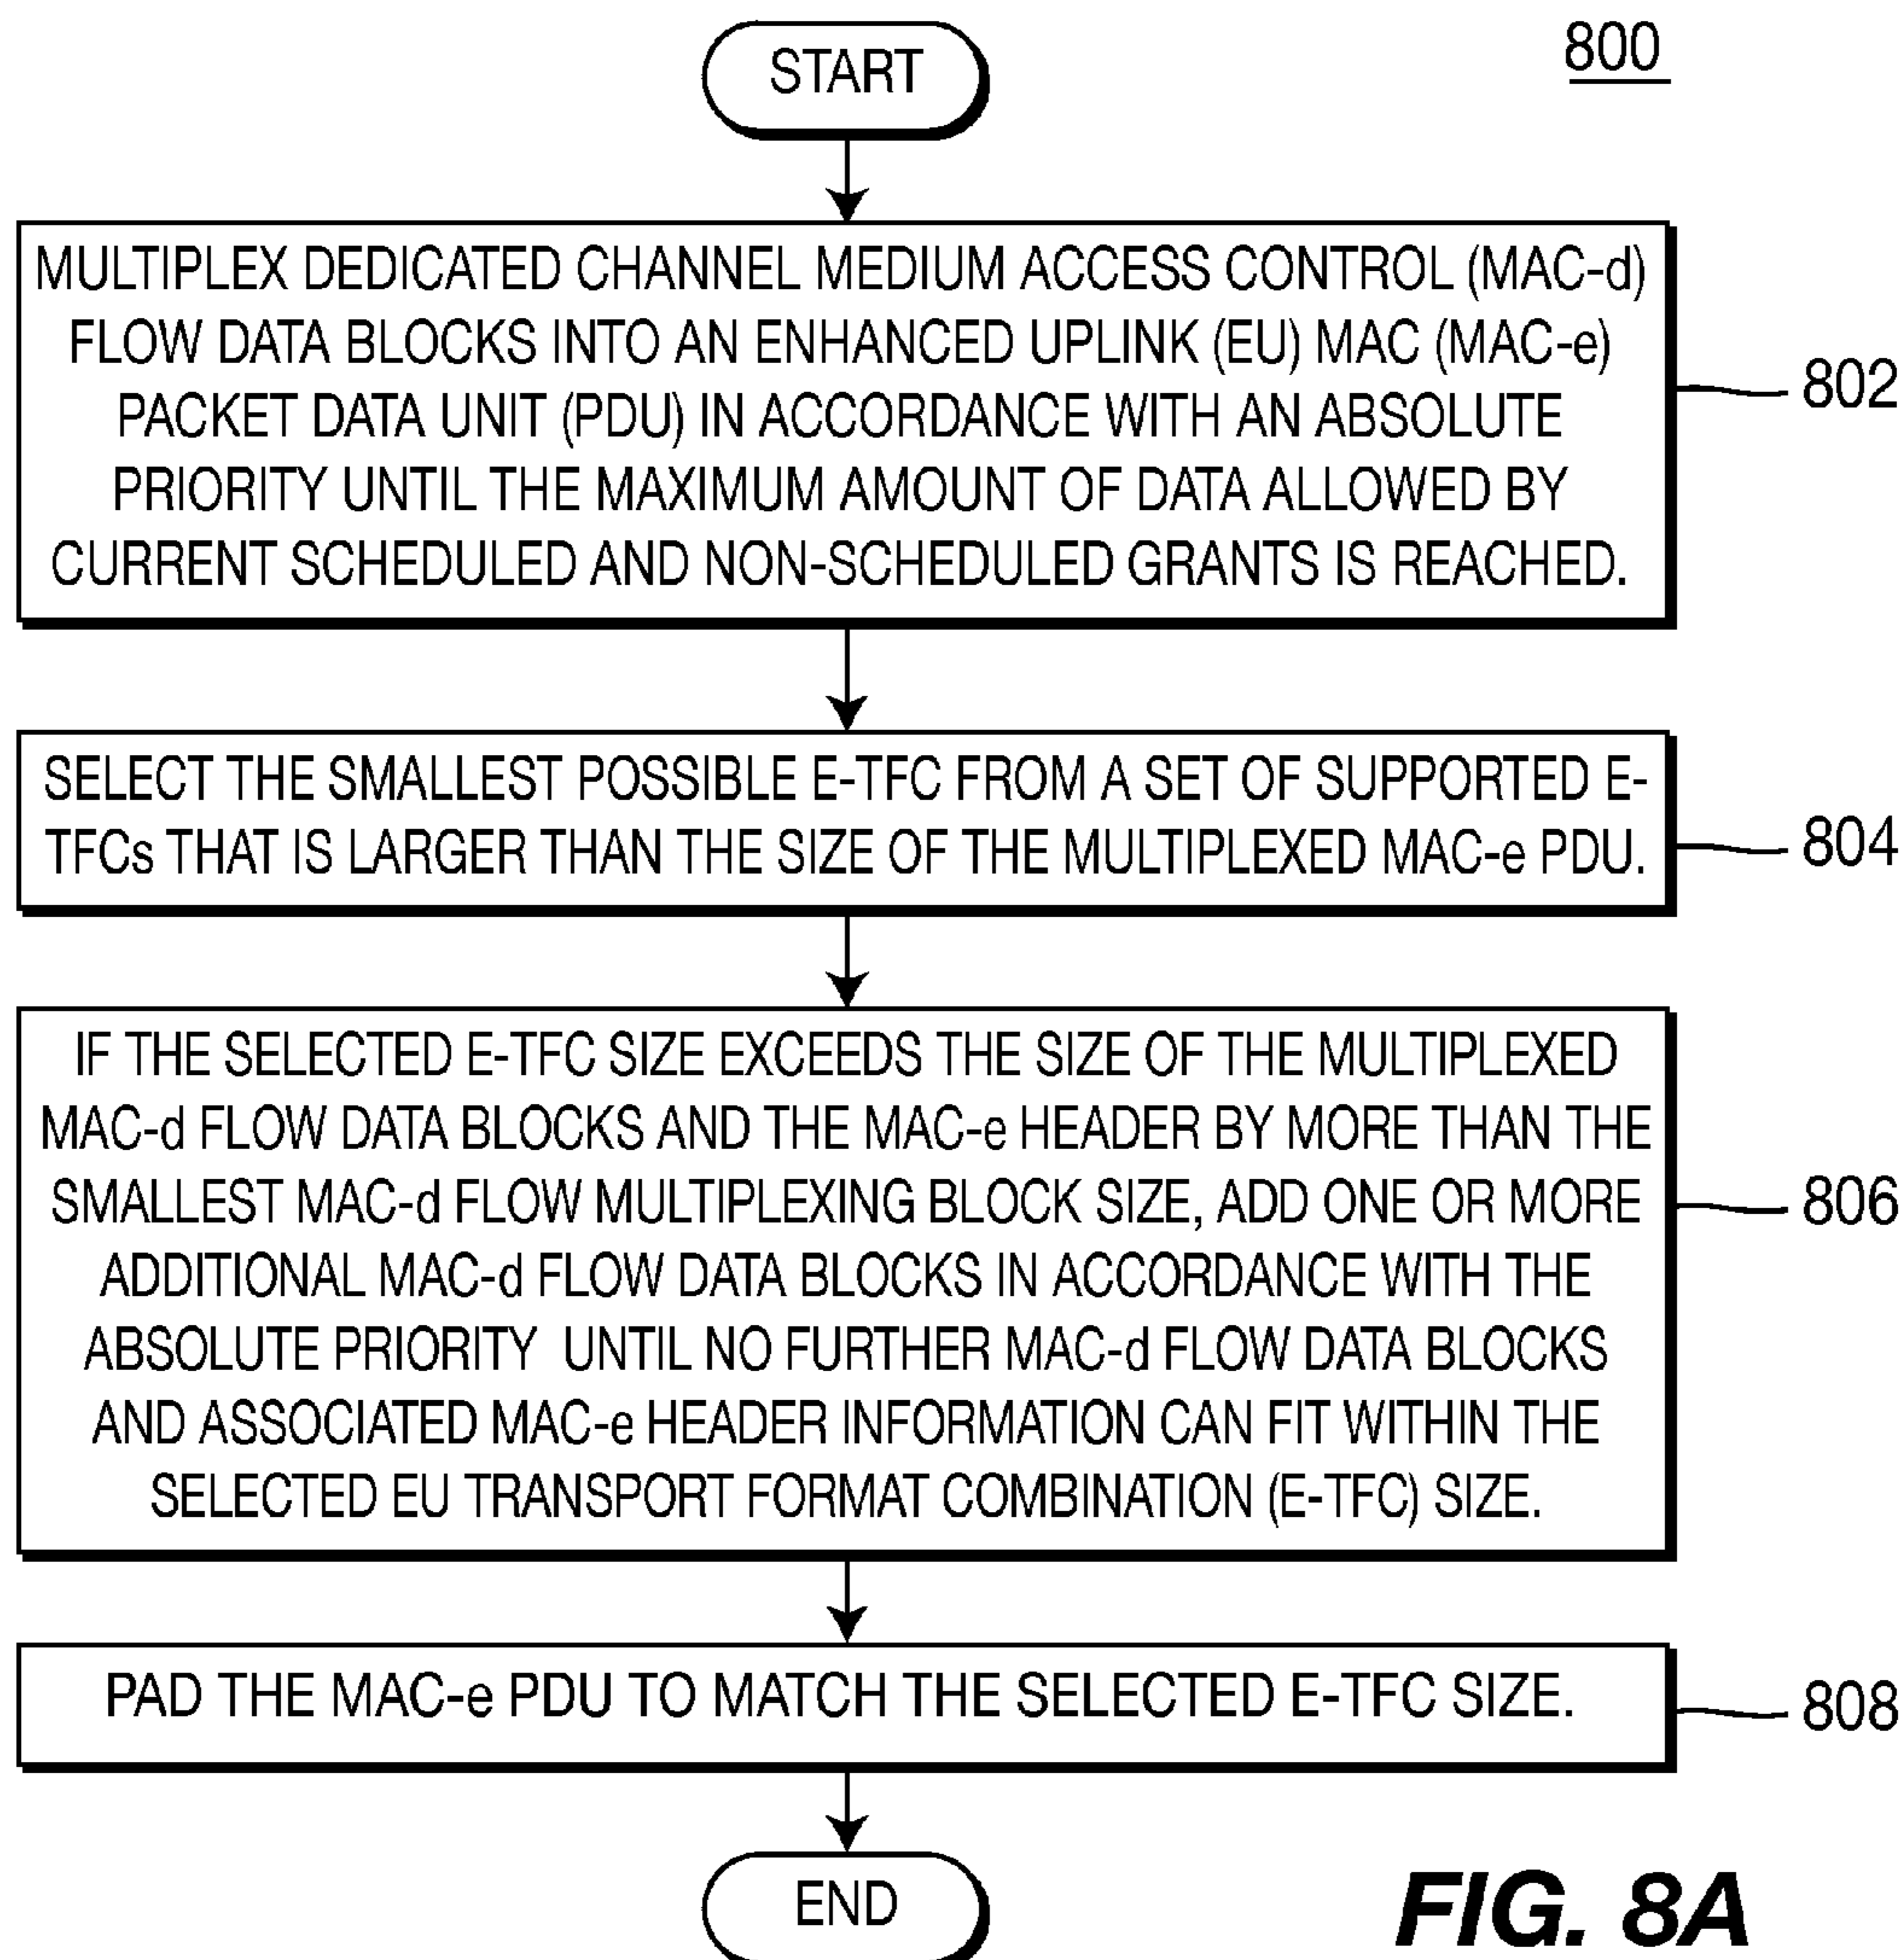 START
800
MULTIPLEX DEDICATED CHANNEL MEDIUM ACCESS CONTROL (MAC-d)
FLOW DATA BLOCKS INTO AN ENHANCED UPLINK (EU) MAC (MAC-e)
PACKET DATA UNIT (PDU) IN ACCORDANCE WITH AN ABSOLUTE
PRIORITY UNTIL THE MAXIMUM AMOUNT OF DATA ALLOWED BY
CURRENT SCHEDULED AND NON-SCHEDULED GRANTS IS REACHED.
802
SELECT THE SMALLEST POSSIBLE E-TFC FROM A SET OF SUPPORTED E-
TFCs THAT IS LARGER THAN THE SIZE OF THE MULTIPLEXED MAC-e PDU.
804
IF THE SELECTED E-TFC SIZE EXCEEDS THE SIZE OF THE MULTIPLEXED
MAC-d FLOW DATA BLOCKS AND THE MAC-e HEADER BY MORE THAN THE
SMALLEST MAC-d FLOW MULTIPLEXING BLOCK SIZE, ADD ONE OR MORE
ADDITIONAL MAC-d FLOW DATA BLOCKS IN ACCORDANCE WITH THE
ABSOLUTE PRIORITY UNTIL NO FURTHER MAC-d FLOW DATA BLOCKS
AND ASSOCIATED MAC-e HEADER INFORMATION CAN FIT WITHIN THE
SELECTED EU TRANSPORT FORMAT COMBINATION (E-TFC) SIZE.
806
PAD THE MAC-e PDU TO MATCH THE SELECTED E-TFC SIZE.
808
END
FIG. 8A